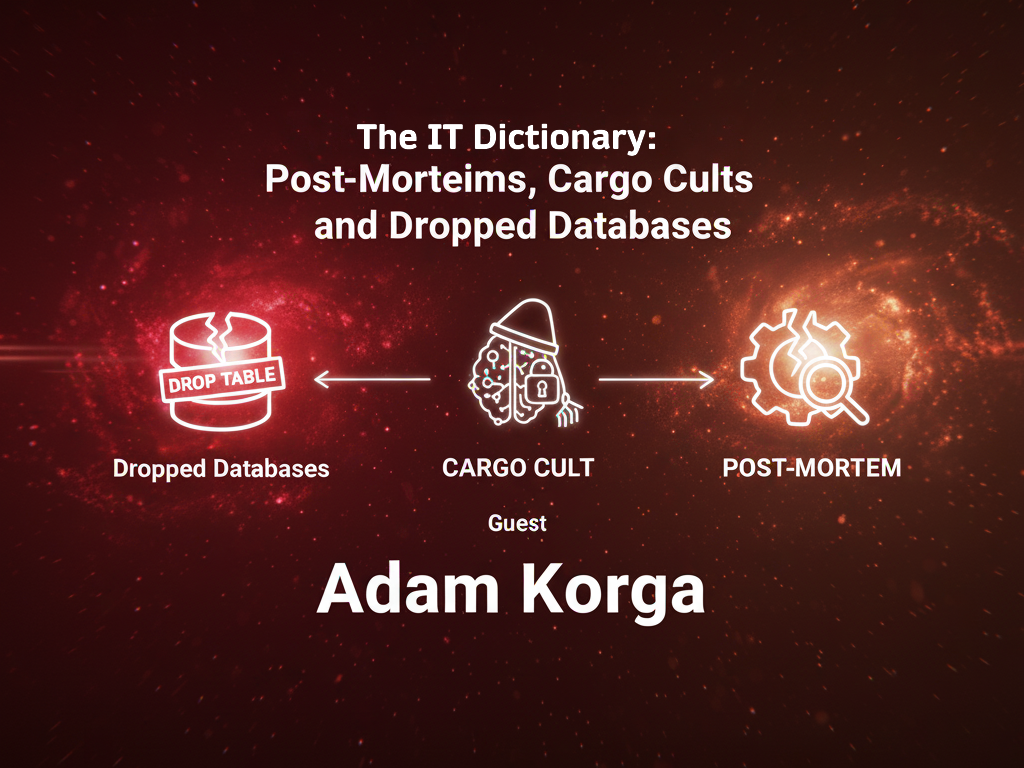 The IT Dictionary:
Post-Morteims, Cargo Cults
and Dropped Databases
DROP TABLE
Dropped Databases
CARGO CULT
POST-MORTEM
Guest
Adam Korga